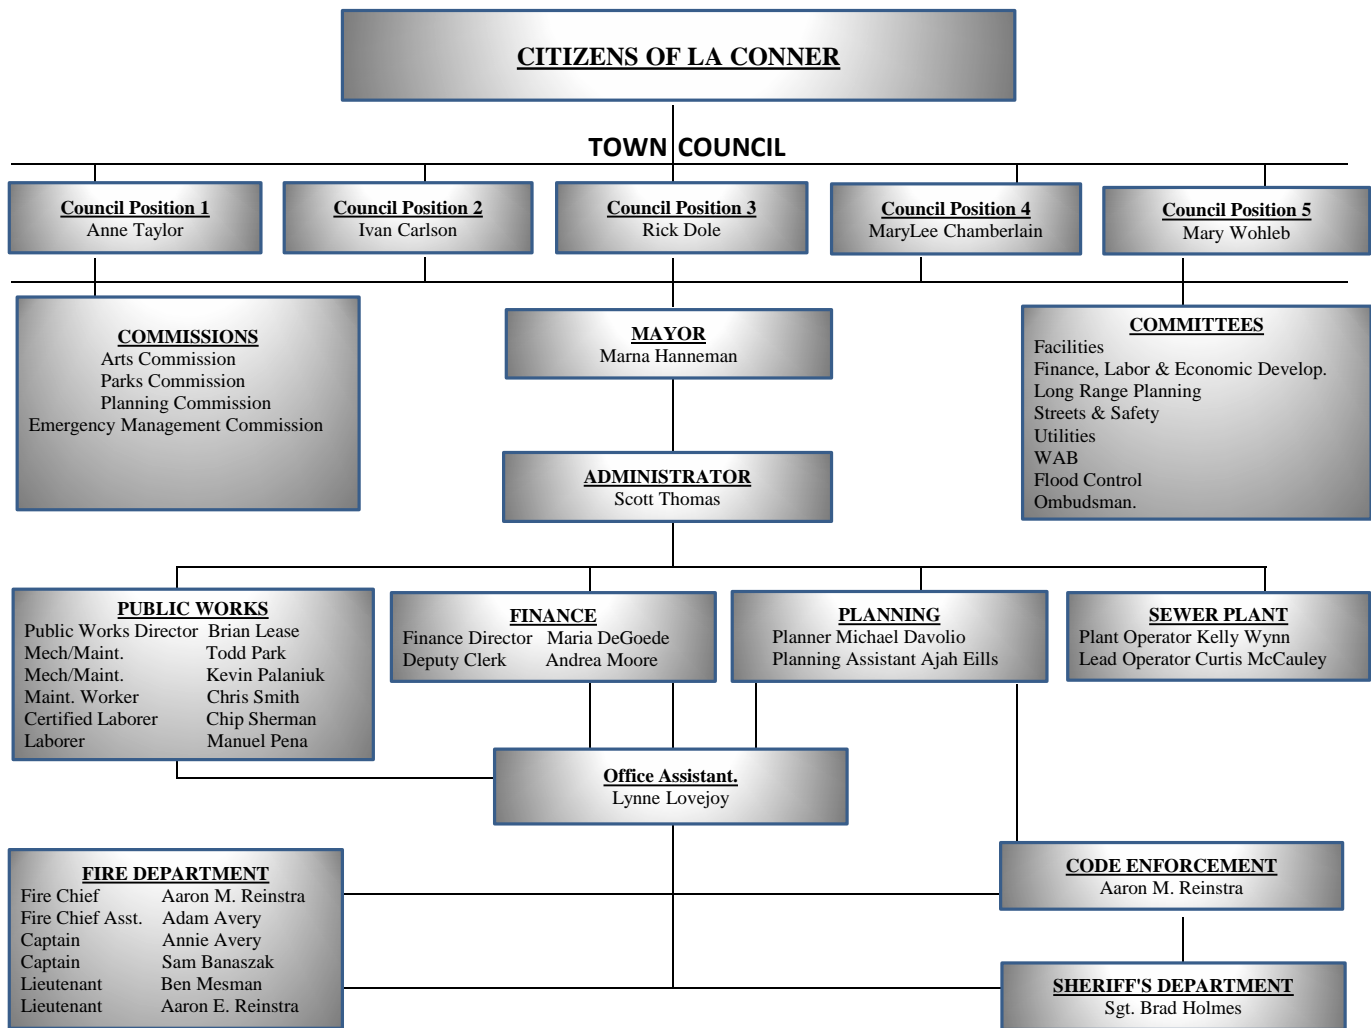 CITIZENS OF LA CONNER
TOWN COUNCIL
Council Position 1
Anne Taylor
Council Position 2
Ivan Carlson
Council Position 3
Rick Dole
Council Position 4
MaryLee Chamberlain
Council Position 5
Mary Wohleb
COMMISSIONS
Arts Commission
Parks Commission
Planning Commission
Emergency Management Commission
MAYOR
Marna Hanneman
COMMITTEES
Facilities
Finance, Labor & Economic Develop.
Long Range Planning
Streets & Safety
Utilities
WAB
Flood Control
Ombudsman.
ADMINISTRATOR
Scott Thomas
PUBLIC WORKS
Public Works Director Brian Lease
Mech/Maint. Todd Park
Mech/Maint. Kevin Palaniuk
Maint. Worker Chris Smith
Certified Laborer Chip Sherman
Laborer Manuel Pena
FINANCE
Finance Director Maria DeGoede
Deputy Clerk Andrea Moore
PLANNING
Planner Michael Davolio
Planning Assistant Ajah Eills
SEWER PLANT
Plant Operator Kelly Wynn
Lead Operator Curtis McCauley
Office Assistant.
Lynne Lovejoy
FIRE DEPARTMENT
Fire Chief Aaron M. Reinstra
Fire Chief Asst. Adam Avery
Captain Annie Avery
Captain Sam Banaszak
Lieutenant Ben Mesman
Lieutenant Aaron E. Reinstra
CODE ENFORCEMENT
Aaron M. Reinstra
SHERIFF'S DEPARTMENT
Sgt. Brad Holmes